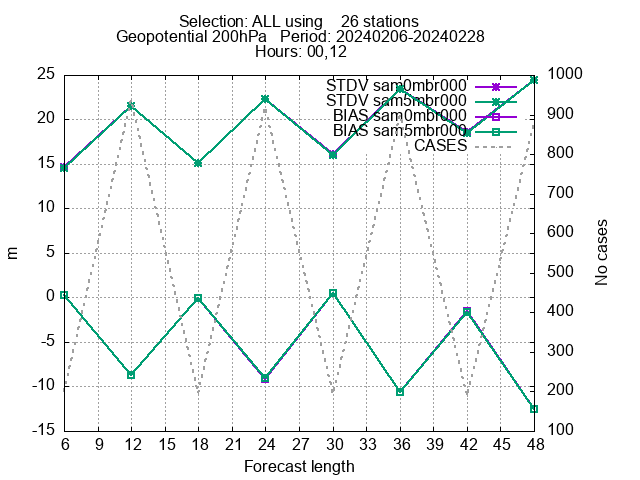 Selection: ALL using    26 stations
Geopotential 200hPa   Period: 20240206-20240228
Hours: 00,12
STDV sam0mbr000
STDV sam5mbr000
BIAS sam0mbr000
BIAS sam5mbr000
CASES
25
20
15
10
5
0
-5
-10
-15
m
1000
900
800
700
600
500
400
300
200
100
No cases
6 9 12 15 18 21 24 27 30 33 36 39 42 45 48
Forecast length